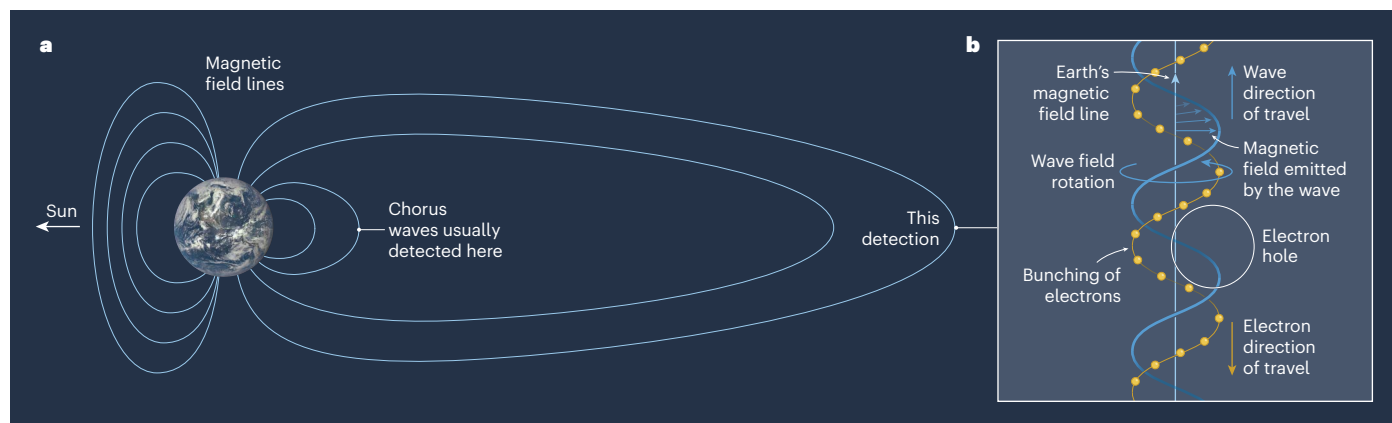 a
Magnetic
field lines
Sun
Chorus
waves usually
detected here
This
detection
b
Earth's
magnetic
field line
Wave
direction
of travel
Wave field
rotation
Magnetic
field emitted
by the wave
Electron
hole
Bunching of
electrons
Electron
direction
of travel